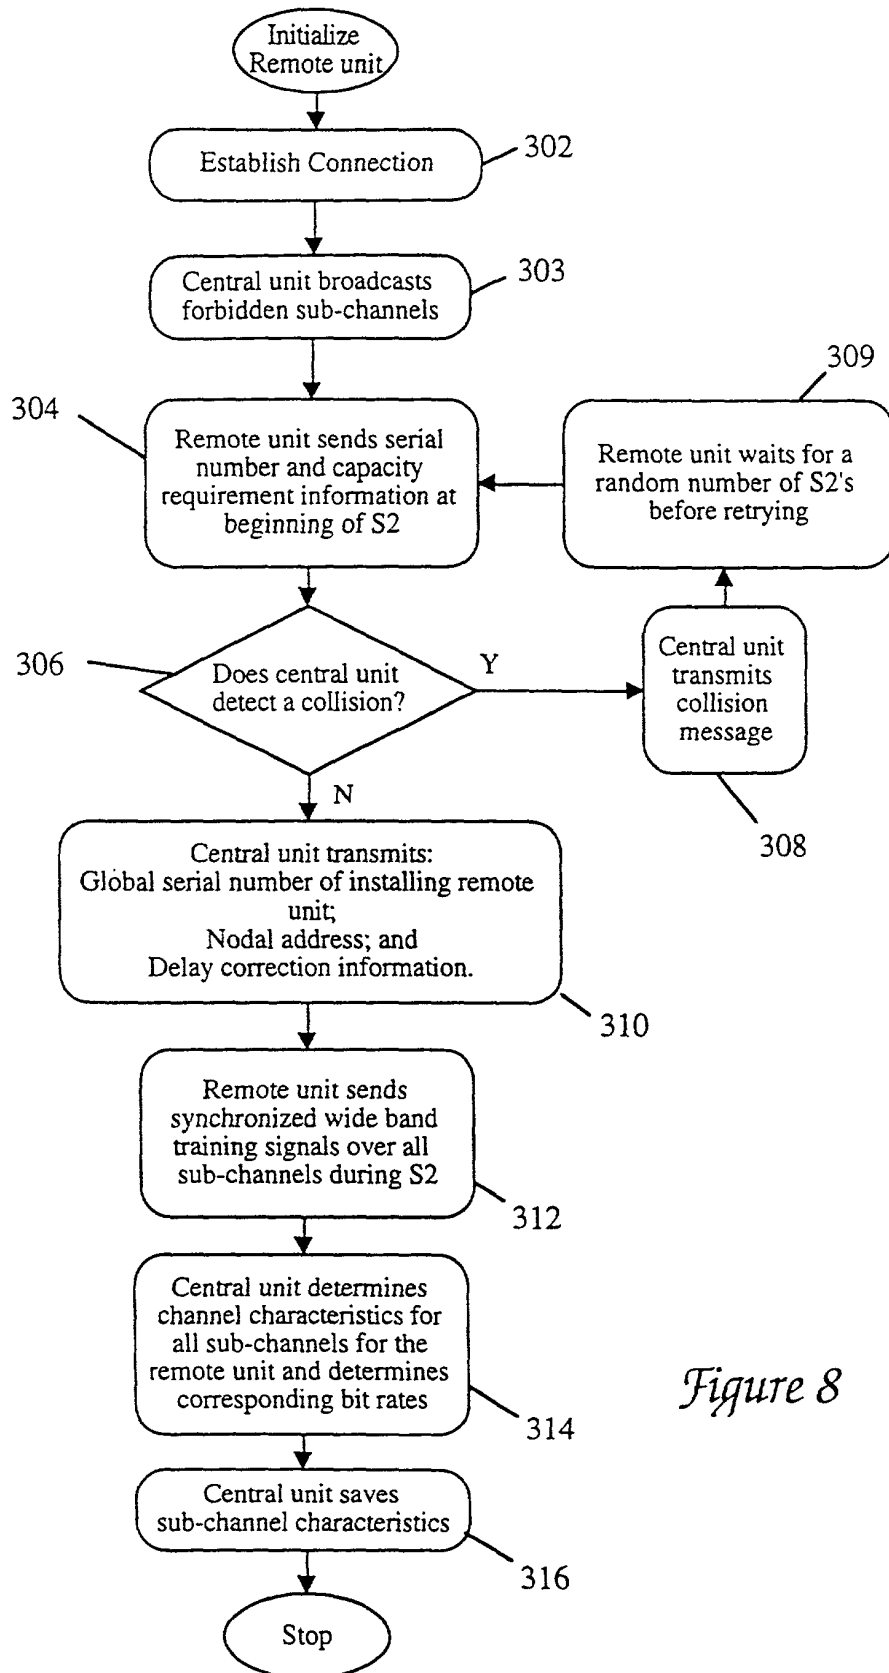 Initialize
Remote unit
Establish Connection
302
Central unit broadcasts
forbidden sub-channels
303
304
Remote unit sends serial
number and capacity
requirement information at
beginning of S2
309
Remote unit waits for a
random number of S2's
before retrying
306
Does central unit
detect a collision?
Y
Central unit
transmits
collision
message
308
N
Central unit transmits:
Global serial number of installing remote
unit;
Nodal address; and
Delay correction information.
310
Remote unit sends
synchronized wide band
training signals over all
sub-channels during S2
312
Central unit determines
channel characteristics for
all sub-channels for the
remote unit and determines
corresponding bit rates
314
Figure 8
Central unit saves
sub-channel characteristics
316
Stop